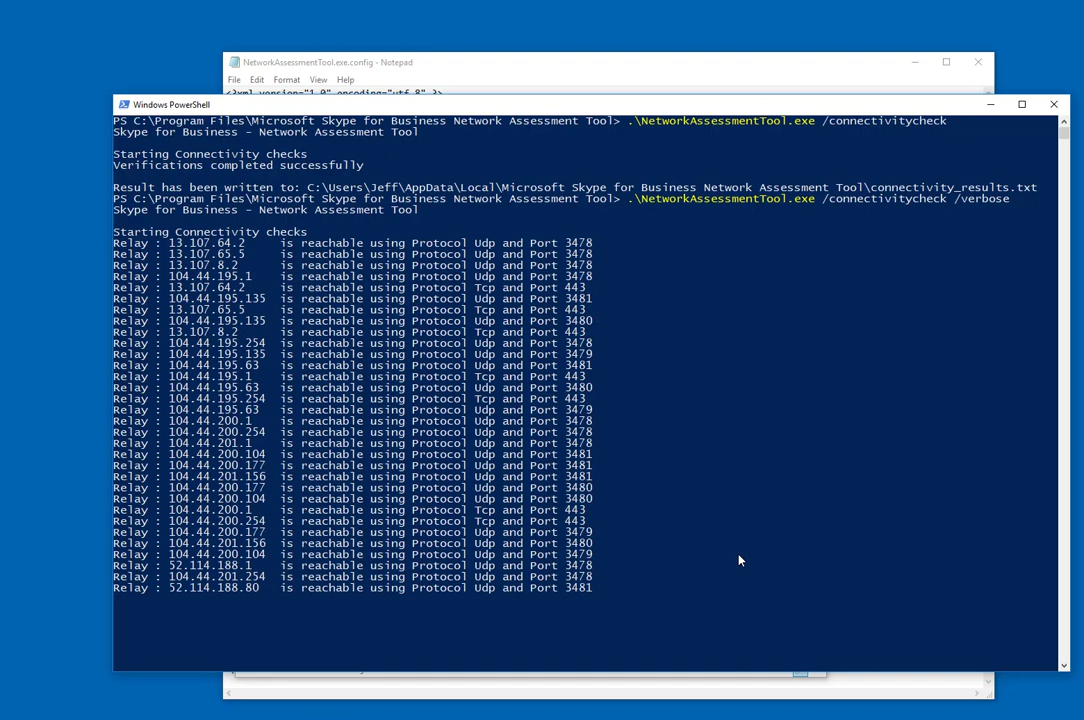 NetworkAssessmentTool.exe.config - Notepad
File Edit Format View Help
<?xml version="1.0" encoding="utf-8" ?>
Windows PowerShell
PS C:\Program Files\Microsoft Skype for Business Network Assessment Tool> .\NetworkAssessmentTool.exe /connectivitycheck
Skype for Business - Network Assessment Tool
Starting Connectivity checks
Verifications completed successfully
Result has been written to: C:\Users\Jeff\AppData\Local\Microsoft Skype for Business Network Assessment Tool\connectivity_results.txt
PS C:\Program Files\Microsoft Skype for Business Network Assessment Tool> .\NetworkAssessmentTool.exe /connectivitycheck /verbose
Skype for Business - Network Assessment Tool
Starting Connectivity checks
Relay : 13.107.64.2 is reachable using Protocol Udp and Port 3478
Relay : 13.107.65.5 is reachable using Protocol Udp and Port 3478
Relay : 13.107.8.2 is reachable using Protocol Udp and Port 3478
Relay : 104.44.195.1 is reachable using Protocol Udp and Port 3478
Relay : 13.107.64.2 is reachable using Protocol Tcp and Port 443
Relay : 104.44.195.135 is reachable using Protocol Udp and Port 3481
Relay : 13.107.65.5 is reachable using Protocol Tcp and Port 443
Relay : 104.44.195.135 is reachable using Protocol Udp and Port 3480
Relay : 13.107.8.2 is reachable using Protocol Tcp and Port 443
Relay : 104.44.195.254 is reachable using Protocol Udp and Port 3478
Relay : 104.44.195.135 is reachable using Protocol Udp and Port 3479
Relay : 104.44.195.63 is reachable using Protocol Udp and Port 3481
Relay : 104.44.195.1 is reachable using Protocol Tcp and Port 443
Relay : 104.44.195.63 is reachable using Protocol Udp and Port 3480
Relay : 104.44.195.254 is reachable using Protocol Tcp and Port 443
Relay : 104.44.195.63 is reachable using Protocol Udp and Port 3479
Relay : 104.44.200.1 is reachable using Protocol Udp and Port 3478
Relay : 104.44.200.254 is reachable using Protocol Udp and Port 3478
Relay : 104.44.201.1 is reachable using Protocol Udp and Port 3478
Relay : 104.44.200.104 is reachable using Protocol Udp and Port 3481
Relay : 104.44.200.177 is reachable using Protocol Udp and Port 3481
Relay : 104.44.201.156 is reachable using Protocol Udp and Port 3481
Relay : 104.44.200.177 is reachable using Protocol Udp and Port 3480
Relay : 104.44.200.104 is reachable using Protocol Udp and Port 3480
Relay : 104.44.200.1 is reachable using Protocol Tcp and Port 443
Relay : 104.44.200.254 is reachable using Protocol Tcp and Port 443
Relay : 104.44.200.177 is reachable using Protocol Udp and Port 3479
Relay : 104.44.201.156 is reachable using Protocol Udp and Port 3480
Relay : 104.44.200.104 is reachable using Protocol Udp and Port 3479
Relay : 52.114.188.1 is reachable using Protocol Udp and Port 3478
Relay : 104.44.201.254 is reachable using Protocol Udp and Port 3478
Relay : 52.114.188.80 is reachable using Protocol Udp and Port 3481